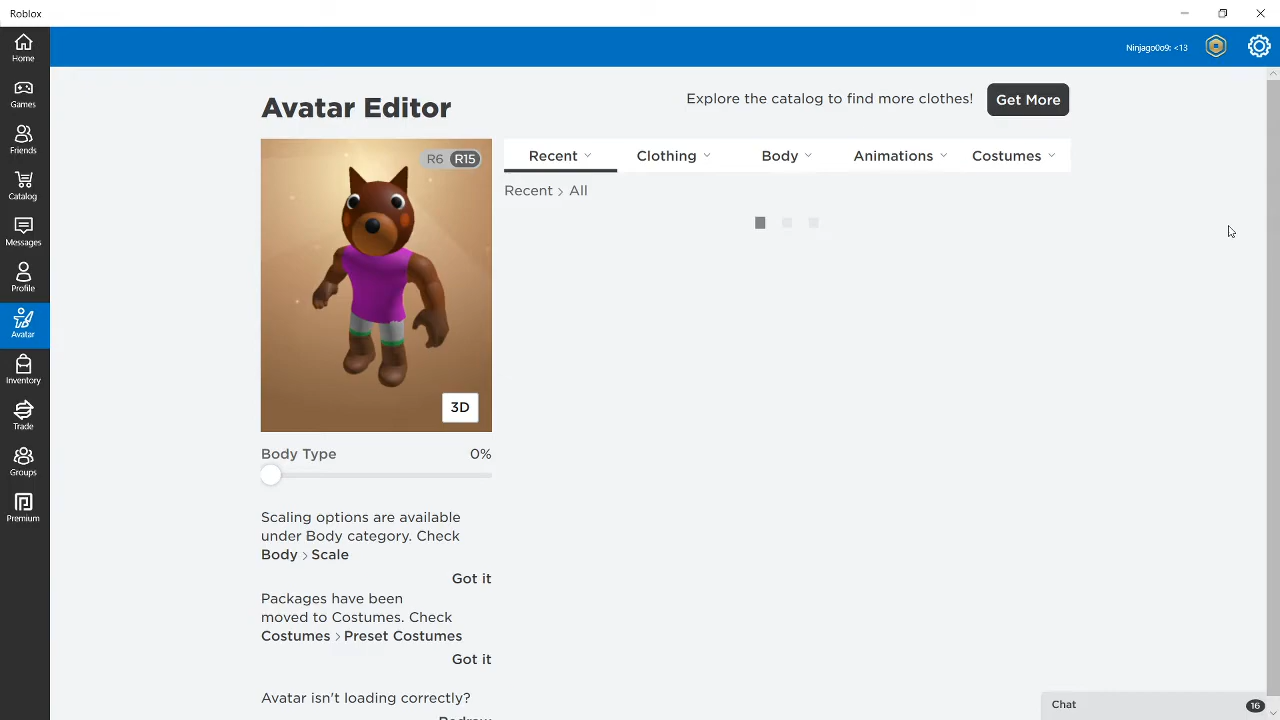 Roblox
Ninjago0o9: <13
Home
Games
Friends
Catalog
Messages
Profile
Avatar
Inventory
Trade
Groups
Premium
Avatar Editor
Explore the catalog to find more clothes!
Get More
R6 R15
3D
Recent
Clothing
Body
Animations
Costumes
Recent > All
Body Type 0%
Scaling options are available
under Body category. Check
Body > Scale
Got it
Packages have been
moved to Costumes. Check
Costumes > Preset Costumes
Got it
Avatar isn't loading correctly?
Redraw
Chat 16